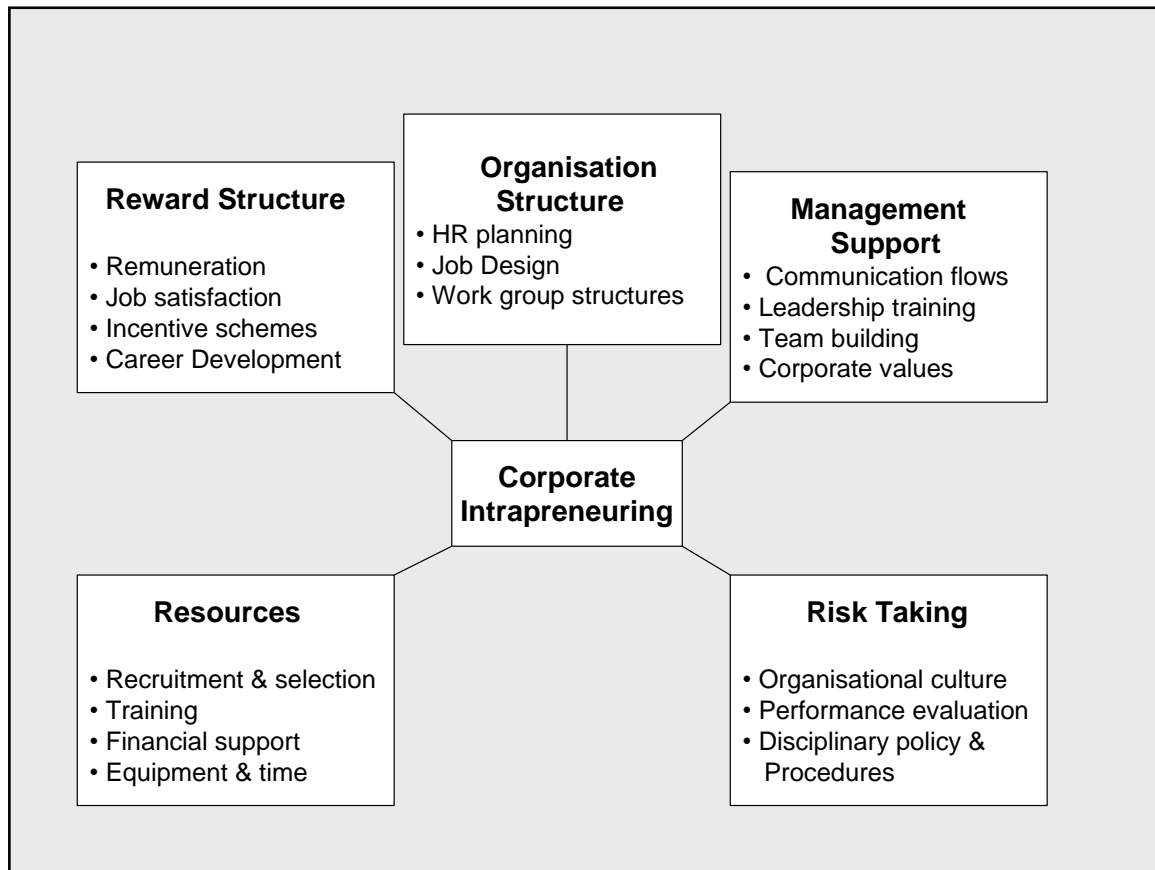 Reward Structure
• Remuneration
• Job satisfaction
• Incentive schemes
• Career Development
Organisation
Structure
• HR planning
• Job Design
• Work group structures
Management
Support
• Communication flows
• Leadership training
• Team building
• Corporate values
Corporate
Intrapreneuring
Resources
• Recruitment & selection
• Training
• Financial support
• Equipment & time
Risk Taking
• Organisational culture
• Performance evaluation
• Disciplinary policy &
Procedures